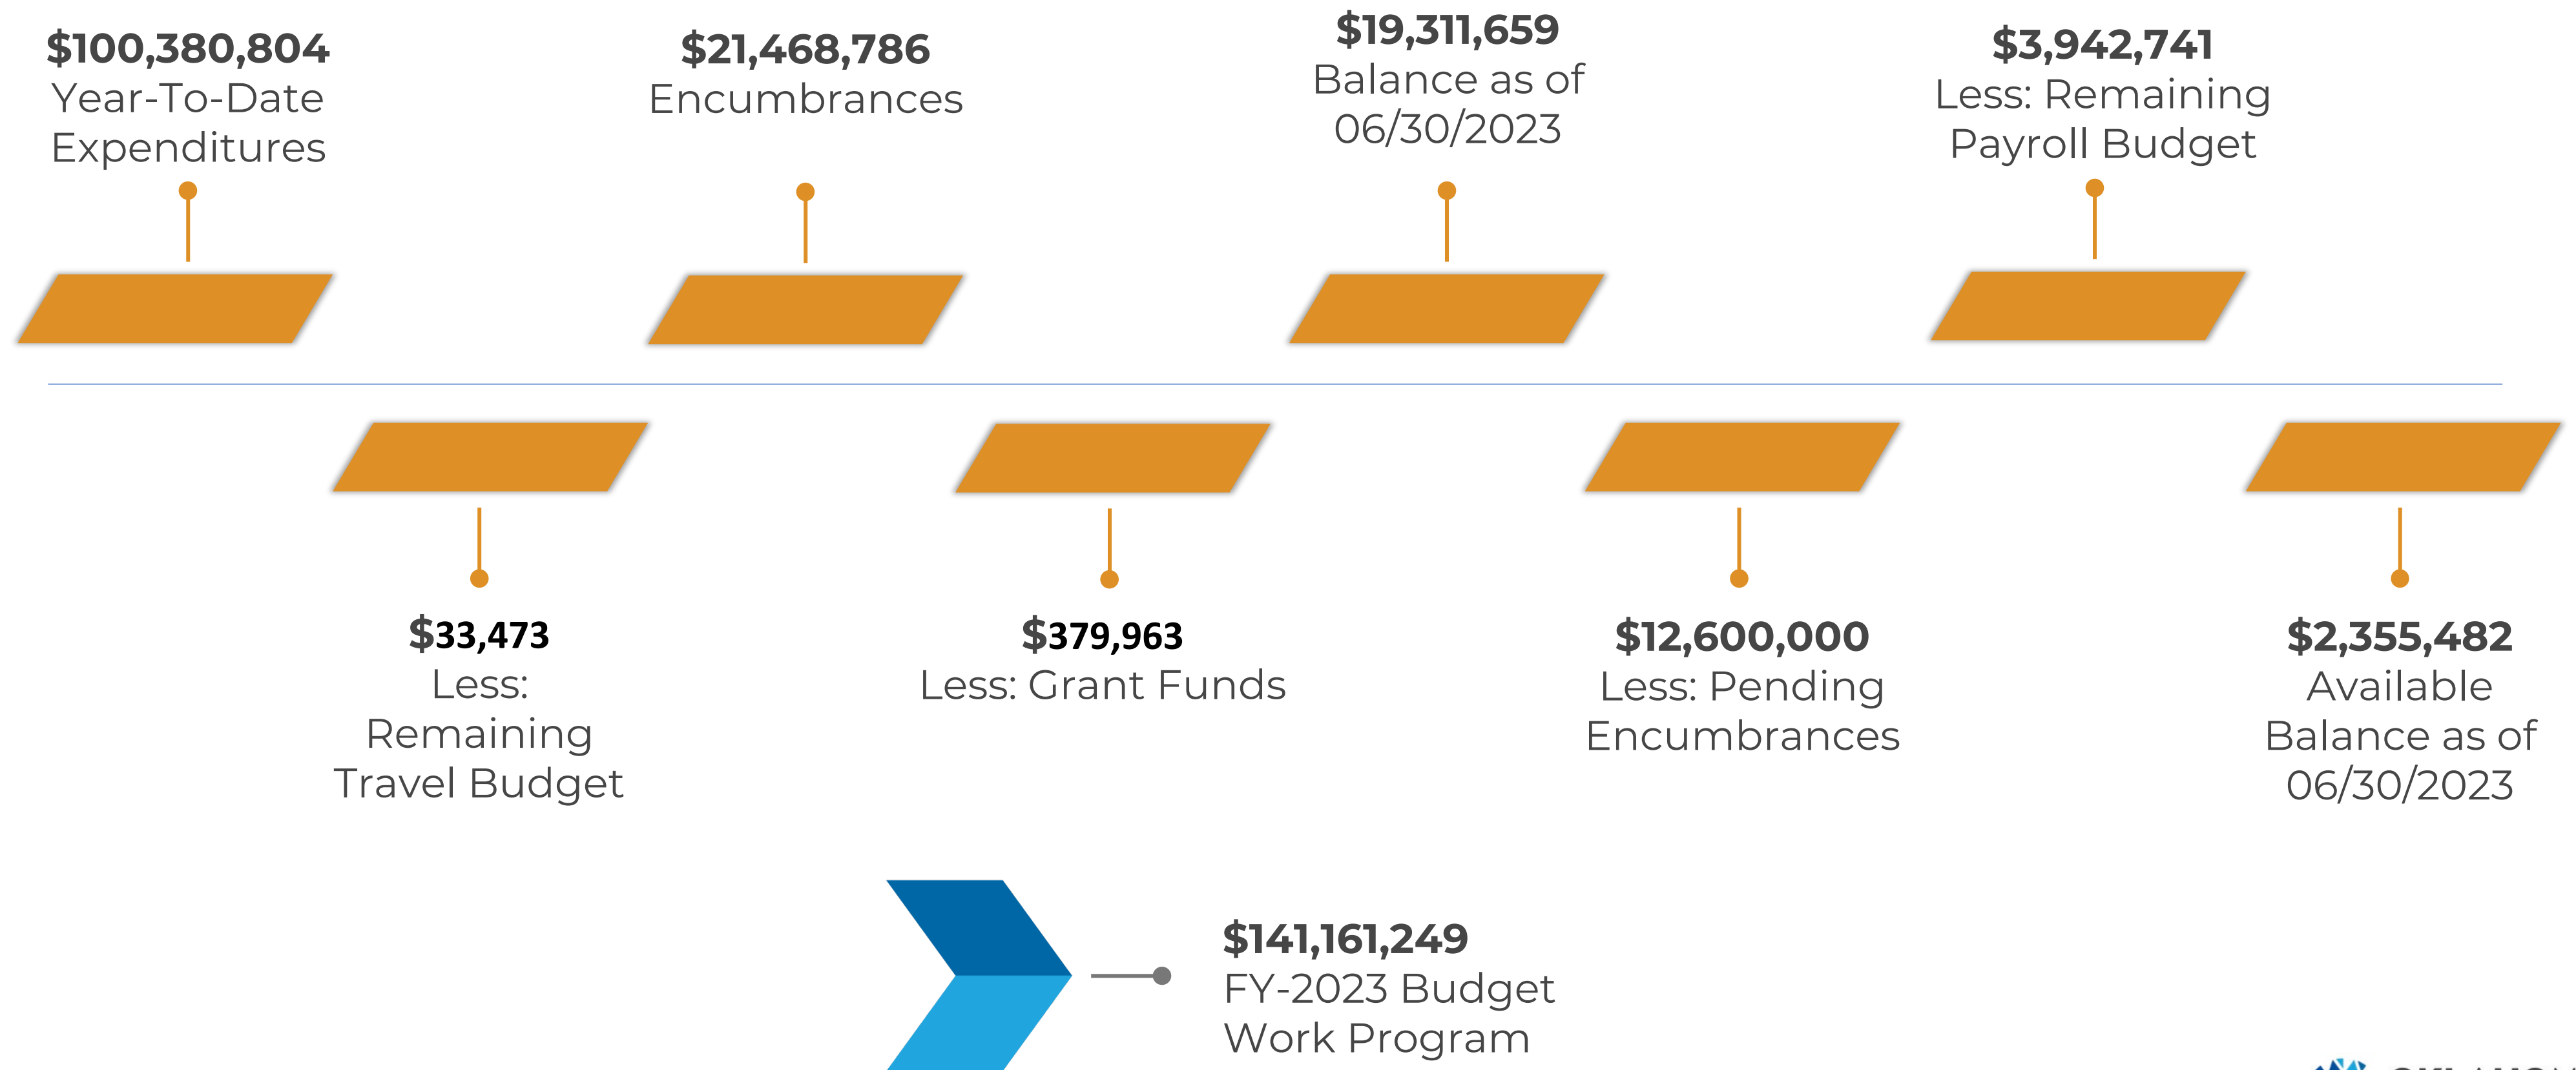 $100,380,804
Year-To-Date
Expenditures
$21,468,786
Encumbrances
$19,311,659
Balance as of
06/30/2023
$3,942,741
Less: Remaining
Payroll Budget
$33,473
Less:
Remaining
Travel Budget
$379,963
Less: Grant Funds
$12,600,000
Less: Pending
Encumbrances
$2,355,482
Available
Balance as of
06/30/2023
$141,161,249
FY-2023 Budget
Work Program